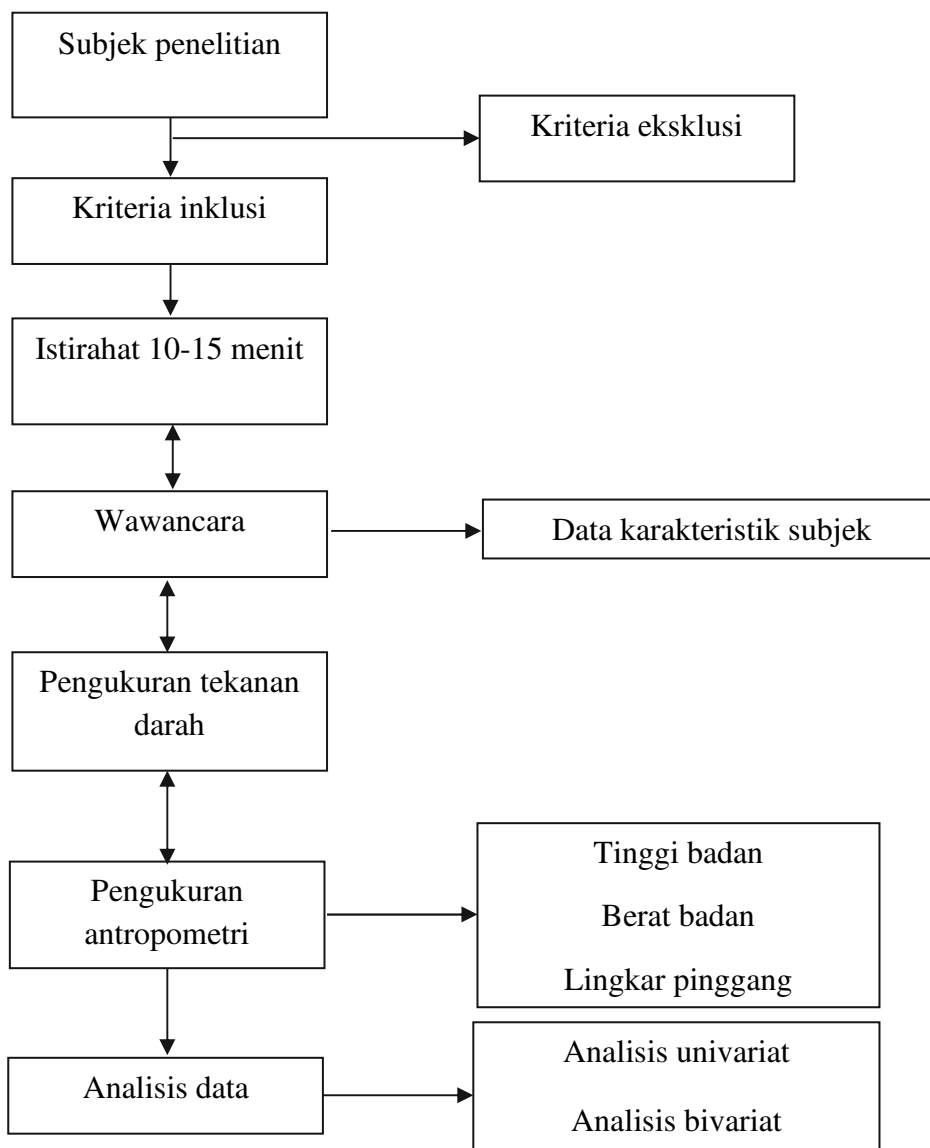 Subjek penelitian
Kriteria eksklusi
Kriteria inklusi
Istirahat 10-15 menit
Wawancara
Data karakteristik subjek
Pengukuran tekanan
darah
Pengukuran
antropometri
Tinggi badan
Berat badan
Lingkar pinggang
Analisis data
Analisis univariat
Analisis bivariat